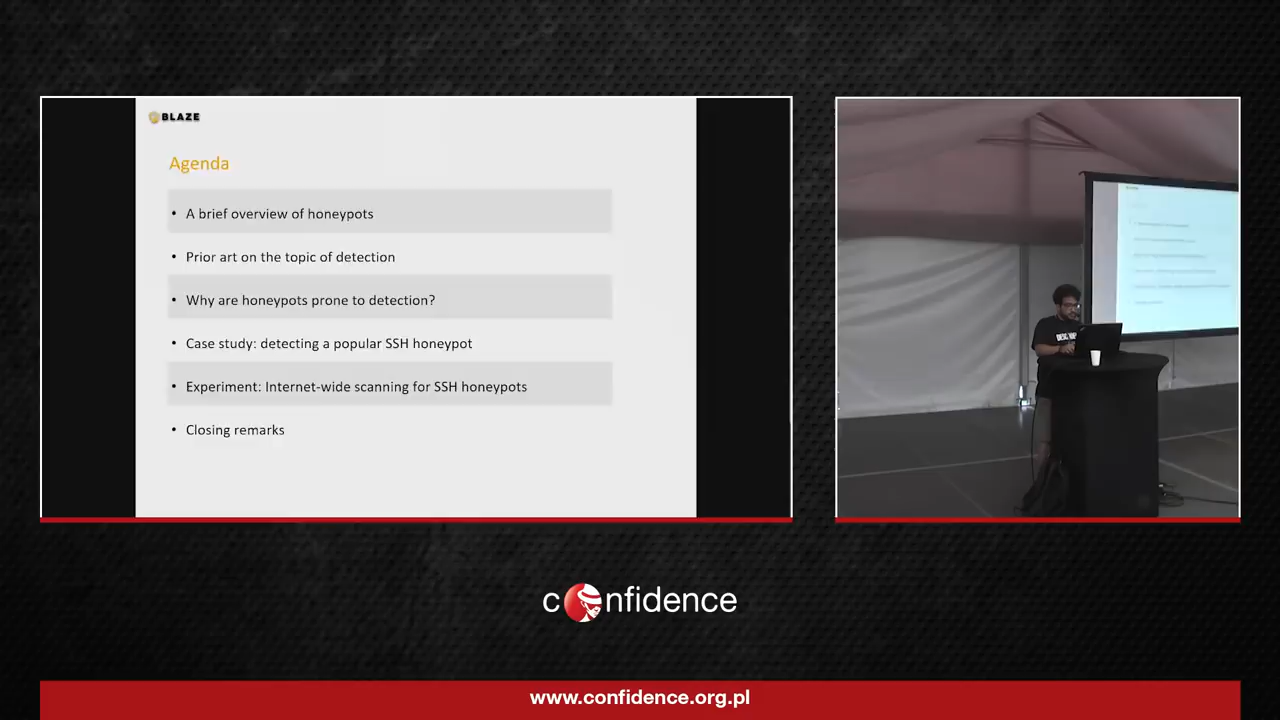 BLAZE
Agenda
• A brief overview of honeypots
• Prior art on the topic of detection
• Why are honeypots prone to detection?
• Case study: detecting a popular SSH honeypot
• Experiment: Internet-wide scanning for SSH honeypots
• Closing remarks
confidence
www.confidence.org.pl